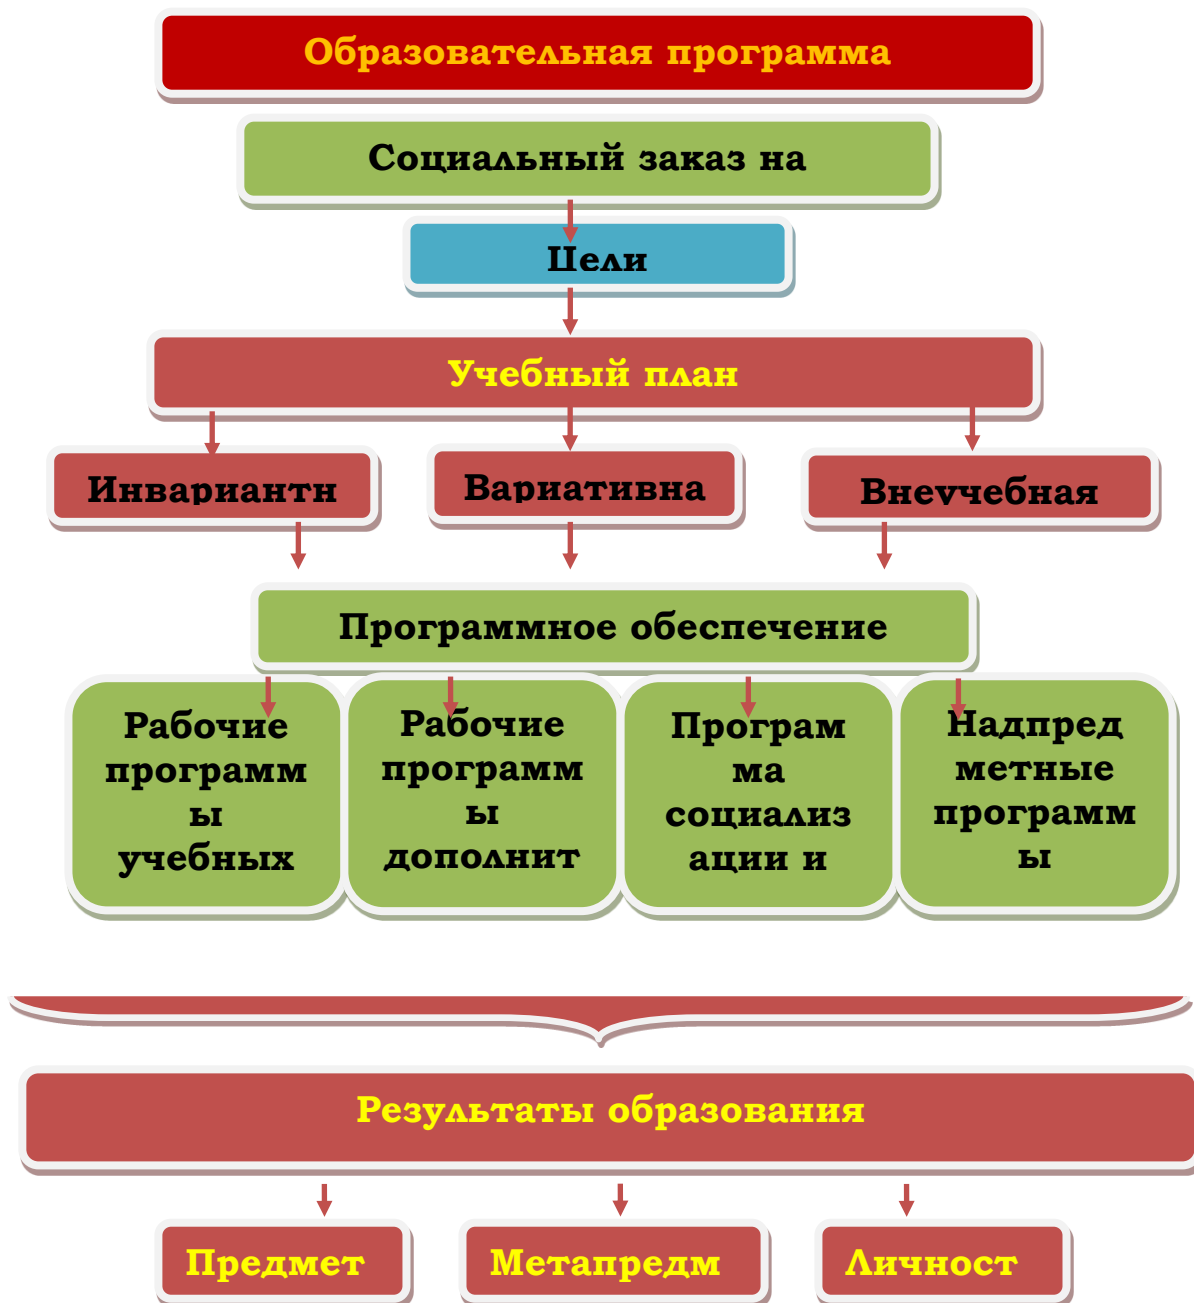 Образовательная программа
Социальный заказ на
Цели
Учебный план
Инвариантн
Вариативна
Внеучебная
Программное обеспечение
Рабочие
программ
ы
учебных
Рабочие
программ
ы
дополнит
Програм
ма
социализ
ации и
Надпред
метные
программ
ы
Результаты образования
Предмет
Метапредм
Личност